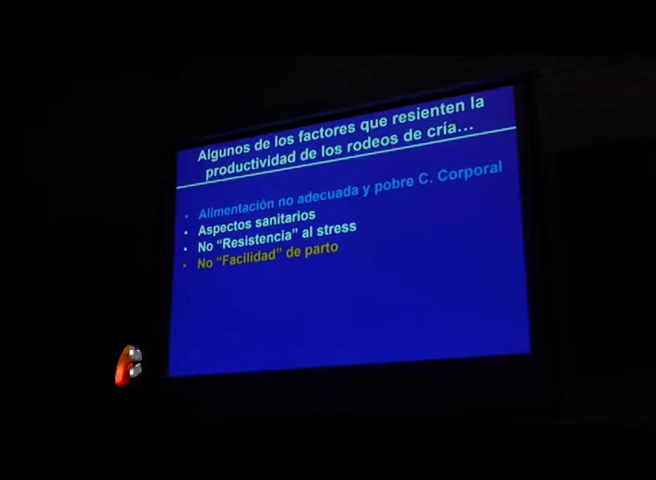 Algunos de los factores que resienten la
productividad de los rodeos de cría...
• Alimentación no adecuada y pobre C. Corporal
• Aspectos sanitarios
• No “Resistencia” al stress
• No “Facilidad” de parto